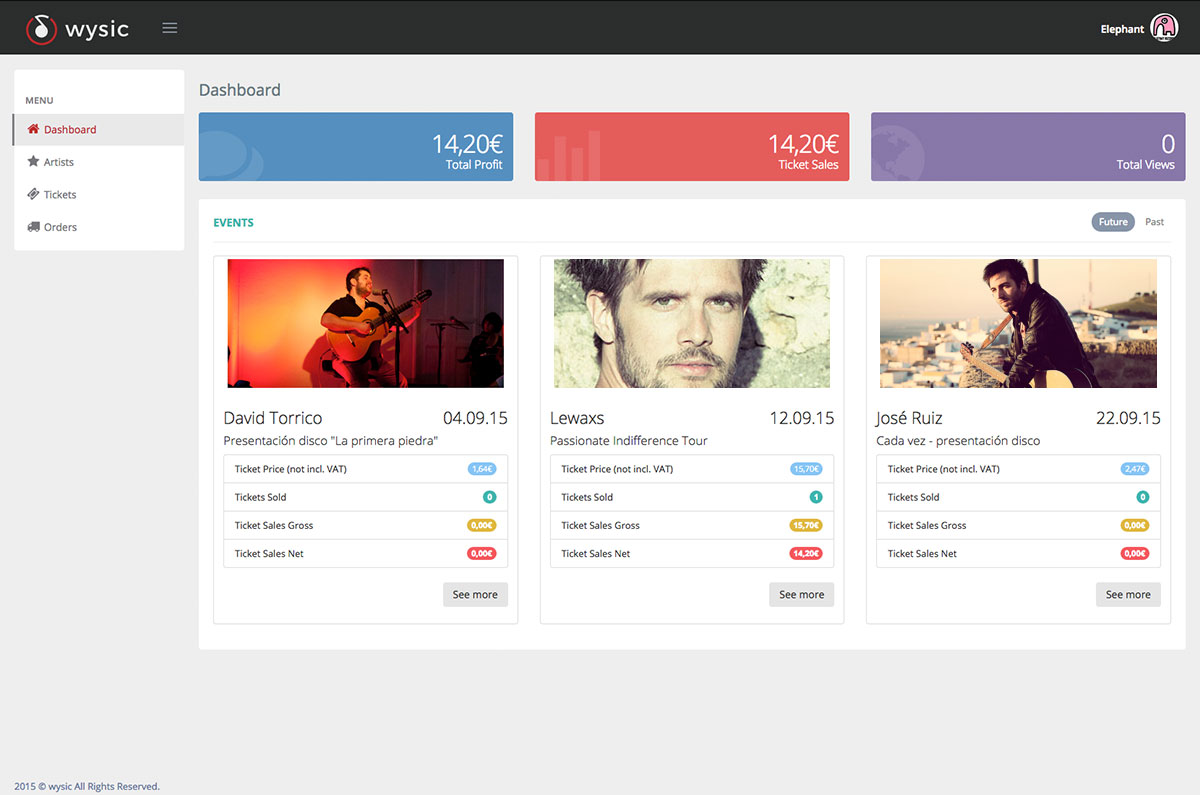 wysic
Elephant
MENU
Dashboard
Artists
Tickets
Orders
Dashboard
14,20€
Total Profit
14,20€
Ticket Sales
0
Total Views
EVENTS
Future Past
David Torrico 04.09.15
Presentación disco "La primera piedra"
Ticket Price (not incl. VAT) 1,64€
Tickets Sold 0
Ticket Sales Gross 0,00€
Ticket Sales Net 0,00€
See more
Lewaxs 12.09.15
Passionate Indifference Tour
Ticket Price (not incl. VAT) 15,70€
Tickets Sold 1
Ticket Sales Gross 15,70€
Ticket Sales Net 14,20€
See more
José Ruiz 22.09.15
Cada vez - presentación disco
Ticket Price (not incl. VAT) 2,47€
Tickets Sold 0
Ticket Sales Gross 0,00€
Ticket Sales Net 0,00€
See more
2015 © wysic All Rights Reserved.